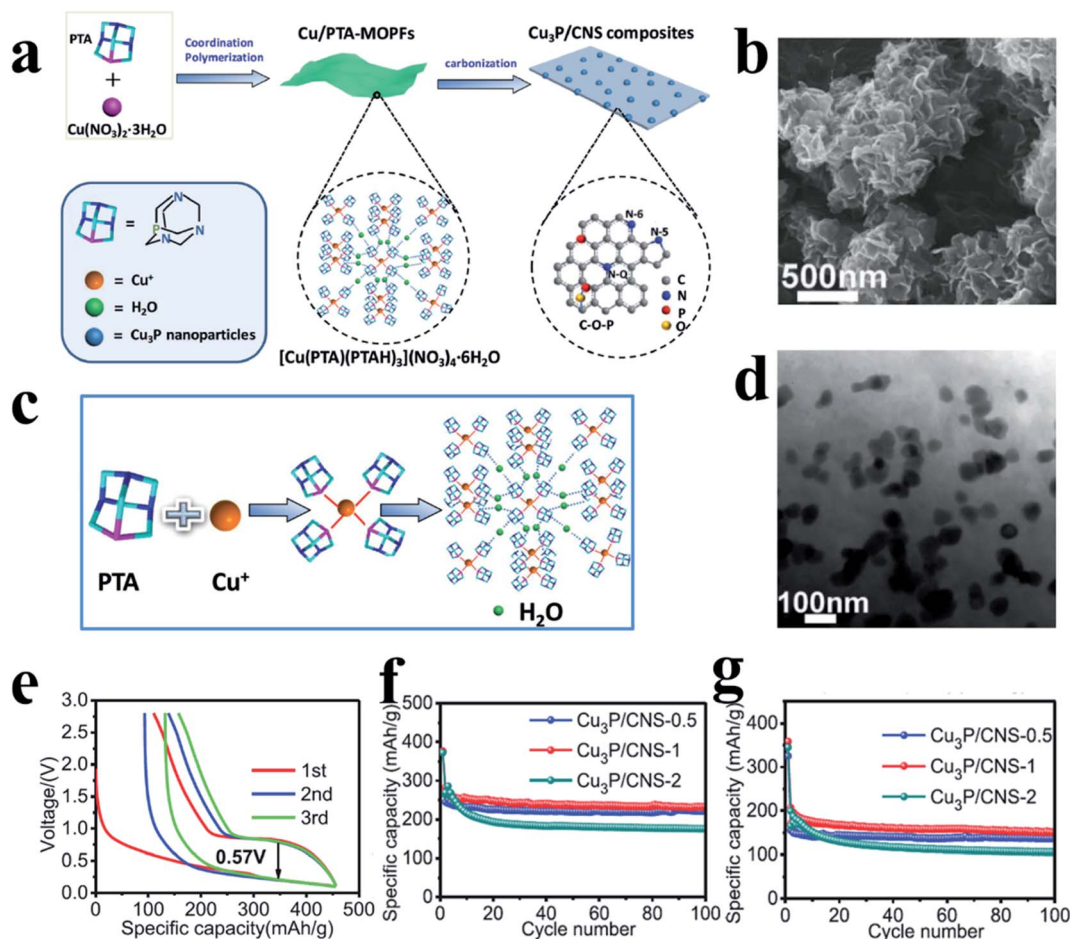 a
PTA
+
Cu(NO₃)₂·3H₂O
Coordination
Polymerization
Cu/PTA-MOPFs
carbonization
Cu₃P/CNS composites
N
P
N
N
=
= Cu⁺
= H₂O
= Cu₃P nanoparticles
[Cu(PTA)(PTAH)₃](NO₃)₄·6H₂O
N-6
N-5
N-Q
C-O-P
C
N
P
O
b
500nm
c
PTA
Cu⁺
H₂O
d
100nm
e
Voltage/(V)
3.0
2.5
2.0
1.5
1.0
0.5
0.0
1st
2nd
3rd
0.57V
0 100 200 300 400 500
Specific capacity(mAh/g)
f
Specific capacity (mAh/g)
500
400
300
200
100
0
Cu₃P/CNS-0.5
Cu₃P/CNS-1
Cu₃P/CNS-2
0 20 40 60 80 100
Cycle number
g
Specific capacity (mAh/g)
400
300
200
100
0
Cu₃P/CNS-0.5
Cu₃P/CNS-1
Cu₃P/CNS-2
0 20 40 60 80 100
Cycle number